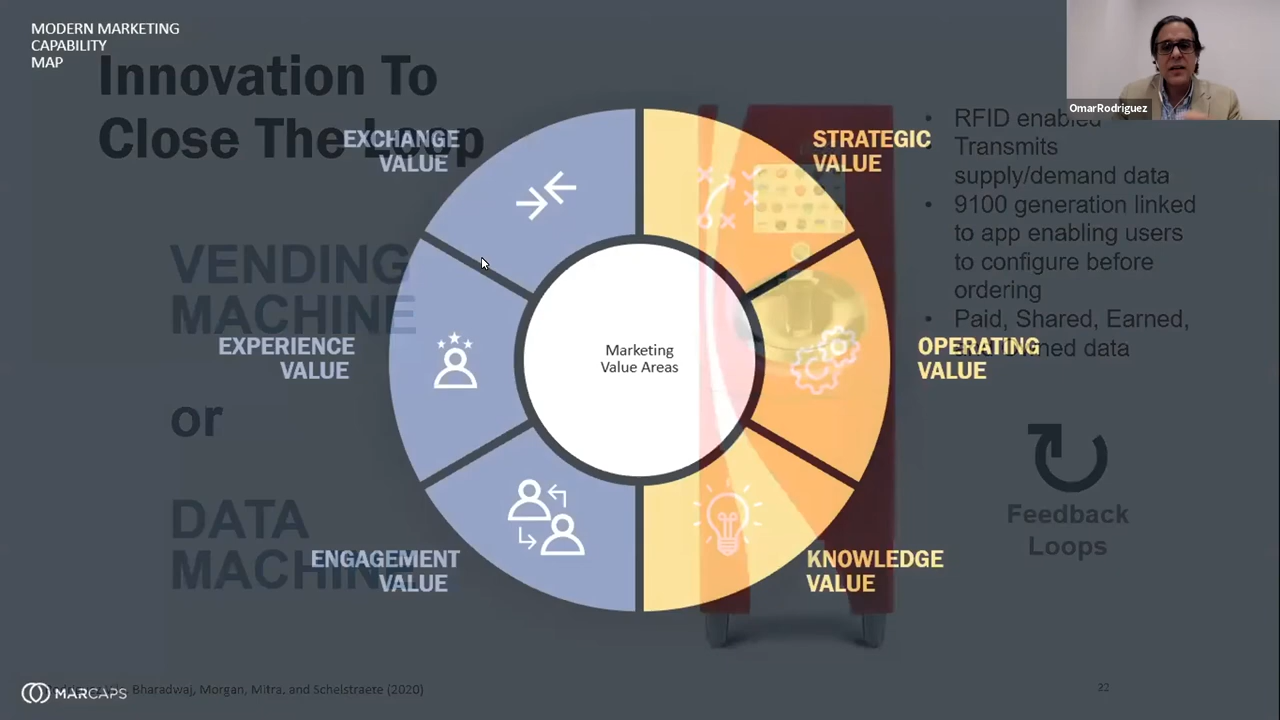 MODERN MARKETING
CAPABILITY
MAP
Innovation To
Close The Loop
OmarRodriguez
EXCHANGE
VALUE
STRATEGIC
VALUE
RFID enabled
Transmits
supply/demand data
9100 generation linked
to app enabling users
to configure before
ordering
Paid, Shared, Earned,
data
VENDING
MACHINE
or
DATA
MACHINE
EXPERIENCE
VALUE
Marketing
Value Areas
OPERATING
VALUE
ENGAGEMENT
VALUE
KNOWLEDGE
VALUE
Feedback
Loops
MARCAPS
Bharadwaj, Morgan, Mitra, and Schelstraete (2020)
22